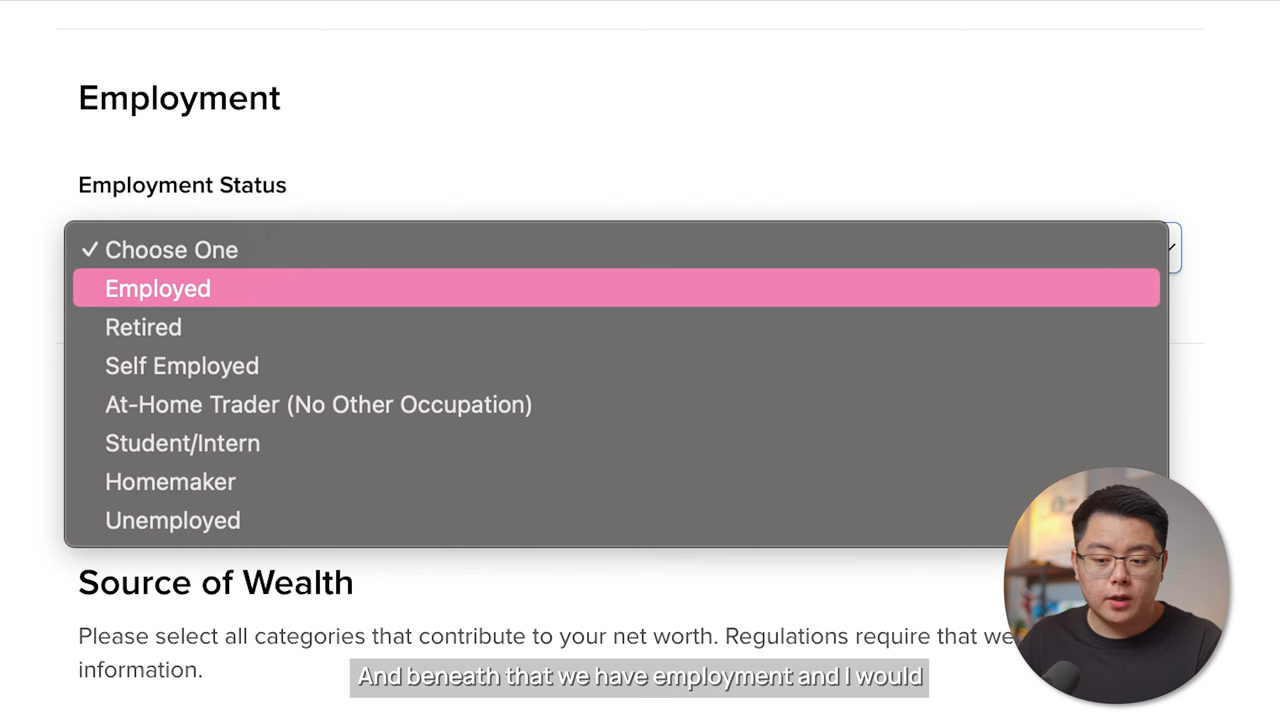 Employment
Employment Status
✓ Choose One
Employed
Retired
Self Employed
At-Home Trader (No Other Occupation)
Student/Intern
Homemaker
Unemployed
Source of Wealth
Please select all categories that contribute to your net worth. Regulations require that we
information.
And beneath that we have employment and I would